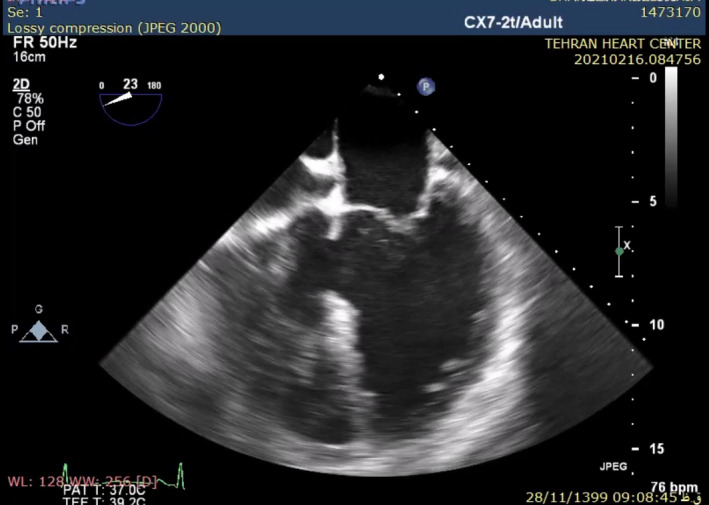 Se: 1
1473170
Lossy compression (JPEG 2000)
CX7-2t/Adult
FR 50Hz
16cm
TEHRAN HEART CENTER
20210216.084756
2D
78%
C 50
P Off
Gen
0 23 180
P
0
5
X
10
15
G
P R
JPEG
WL: 128 WW: 256 [D]
PAT T: 37.0C
TEE T: 39.2C
76 bpm
28/11/1399 09:08:45